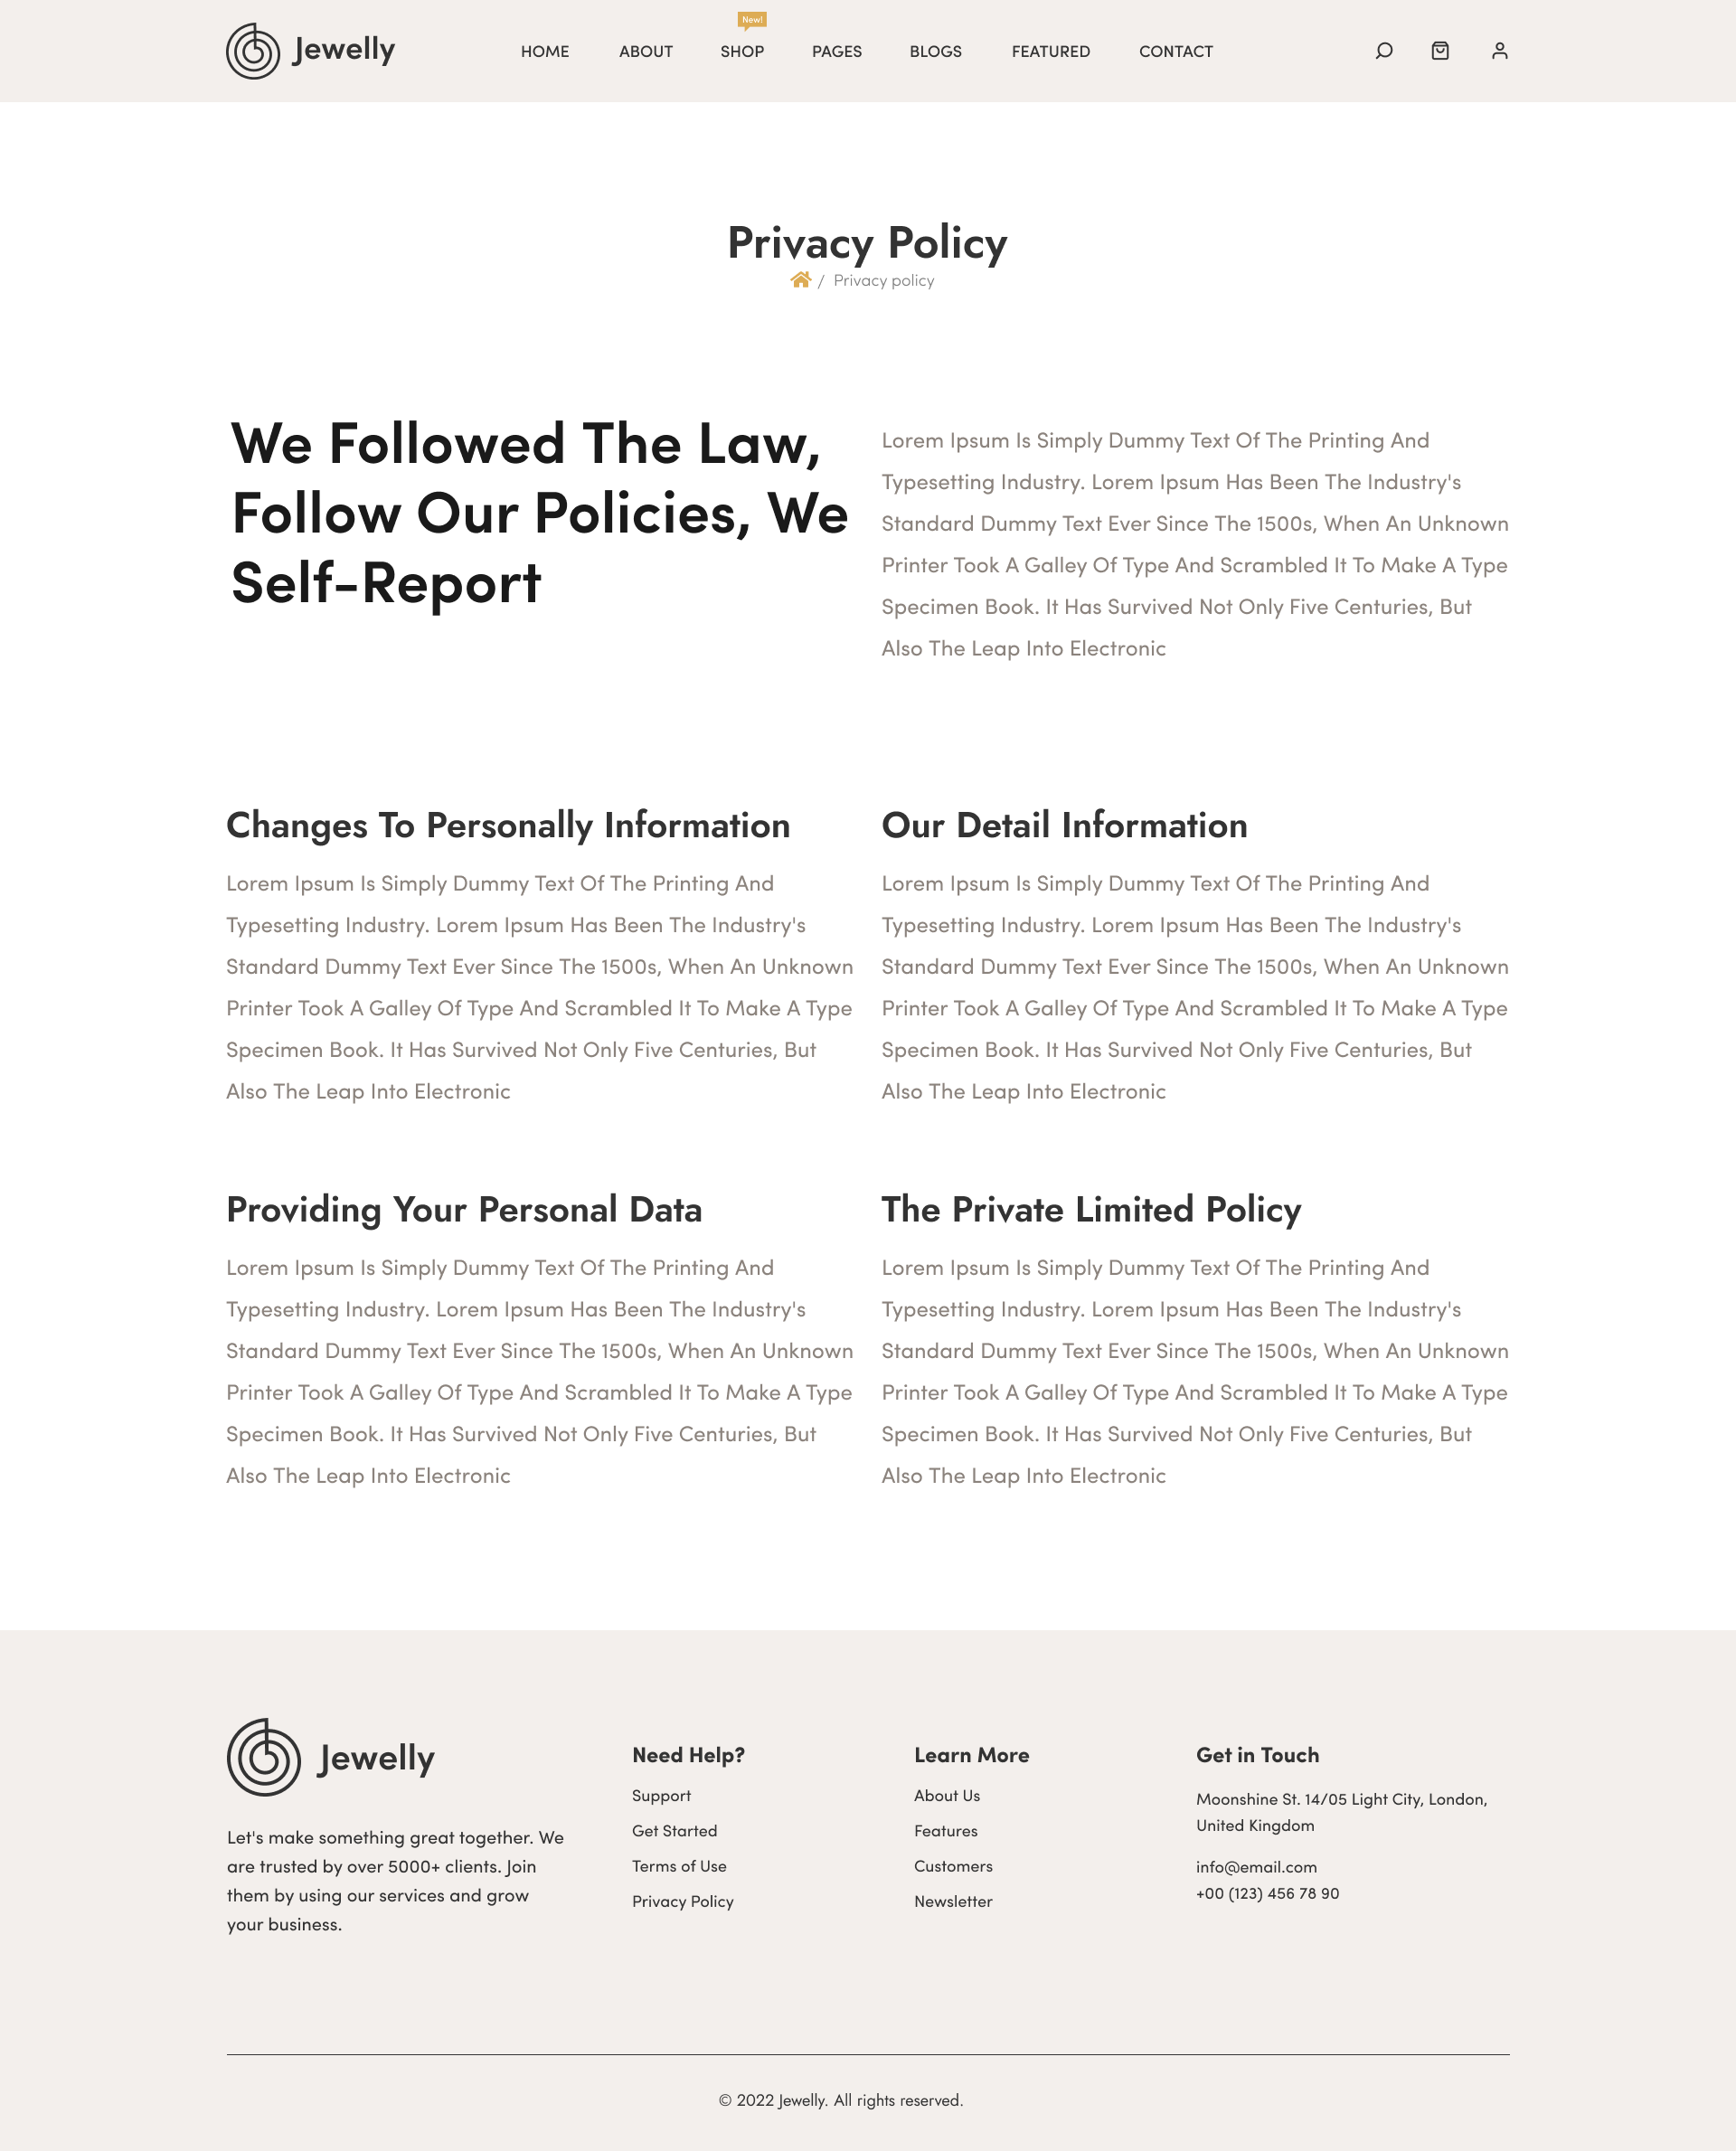 Jewelly
HOME ABOUT SHOP PAGES BLOGS FEATURED CONTACT
New!
Privacy Policy
/ Privacy policy
We Followed The Law,
Follow Our Policies, We
Self-Report
Lorem Ipsum Is Simply Dummy Text Of The Printing And
Typesetting Industry. Lorem Ipsum Has Been The Industry's
Standard Dummy Text Ever Since The 1500s, When An Unknown
Printer Took A Galley Of Type And Scrambled It To Make A Type
Specimen Book. It Has Survived Not Only Five Centuries, But
Also The Leap Into Electronic
Changes To Personally Information
Lorem Ipsum Is Simply Dummy Text Of The Printing And
Typesetting Industry. Lorem Ipsum Has Been The Industry's
Standard Dummy Text Ever Since The 1500s, When An Unknown
Printer Took A Galley Of Type And Scrambled It To Make A Type
Specimen Book. It Has Survived Not Only Five Centuries, But
Also The Leap Into Electronic
Our Detail Information
Lorem Ipsum Is Simply Dummy Text Of The Printing And
Typesetting Industry. Lorem Ipsum Has Been The Industry's
Standard Dummy Text Ever Since The 1500s, When An Unknown
Printer Took A Galley Of Type And Scrambled It To Make A Type
Specimen Book. It Has Survived Not Only Five Centuries, But
Also The Leap Into Electronic
Providing Your Personal Data
Lorem Ipsum Is Simply Dummy Text Of The Printing And
Typesetting Industry. Lorem Ipsum Has Been The Industry's
Standard Dummy Text Ever Since The 1500s, When An Unknown
Printer Took A Galley Of Type And Scrambled It To Make A Type
Specimen Book. It Has Survived Not Only Five Centuries, But
Also The Leap Into Electronic
The Private Limited Policy
Lorem Ipsum Is Simply Dummy Text Of The Printing And
Typesetting Industry. Lorem Ipsum Has Been The Industry's
Standard Dummy Text Ever Since The 1500s, When An Unknown
Printer Took A Galley Of Type And Scrambled It To Make A Type
Specimen Book. It Has Survived Not Only Five Centuries, But
Also The Leap Into Electronic
Jewelly
Let's make something great together. We
are trusted by over 5000+ clients. Join
them by using our services and grow
your business.
Need Help?
Support
Get Started
Terms of Use
Privacy Policy
Learn More
About Us
Features
Customers
Newsletter
Get in Touch
Moonshine St. 14/05 Light City, London,
United Kingdom
info@email.com
+00 (123) 456 78 90
© 2022 Jewelly. All rights reserved.